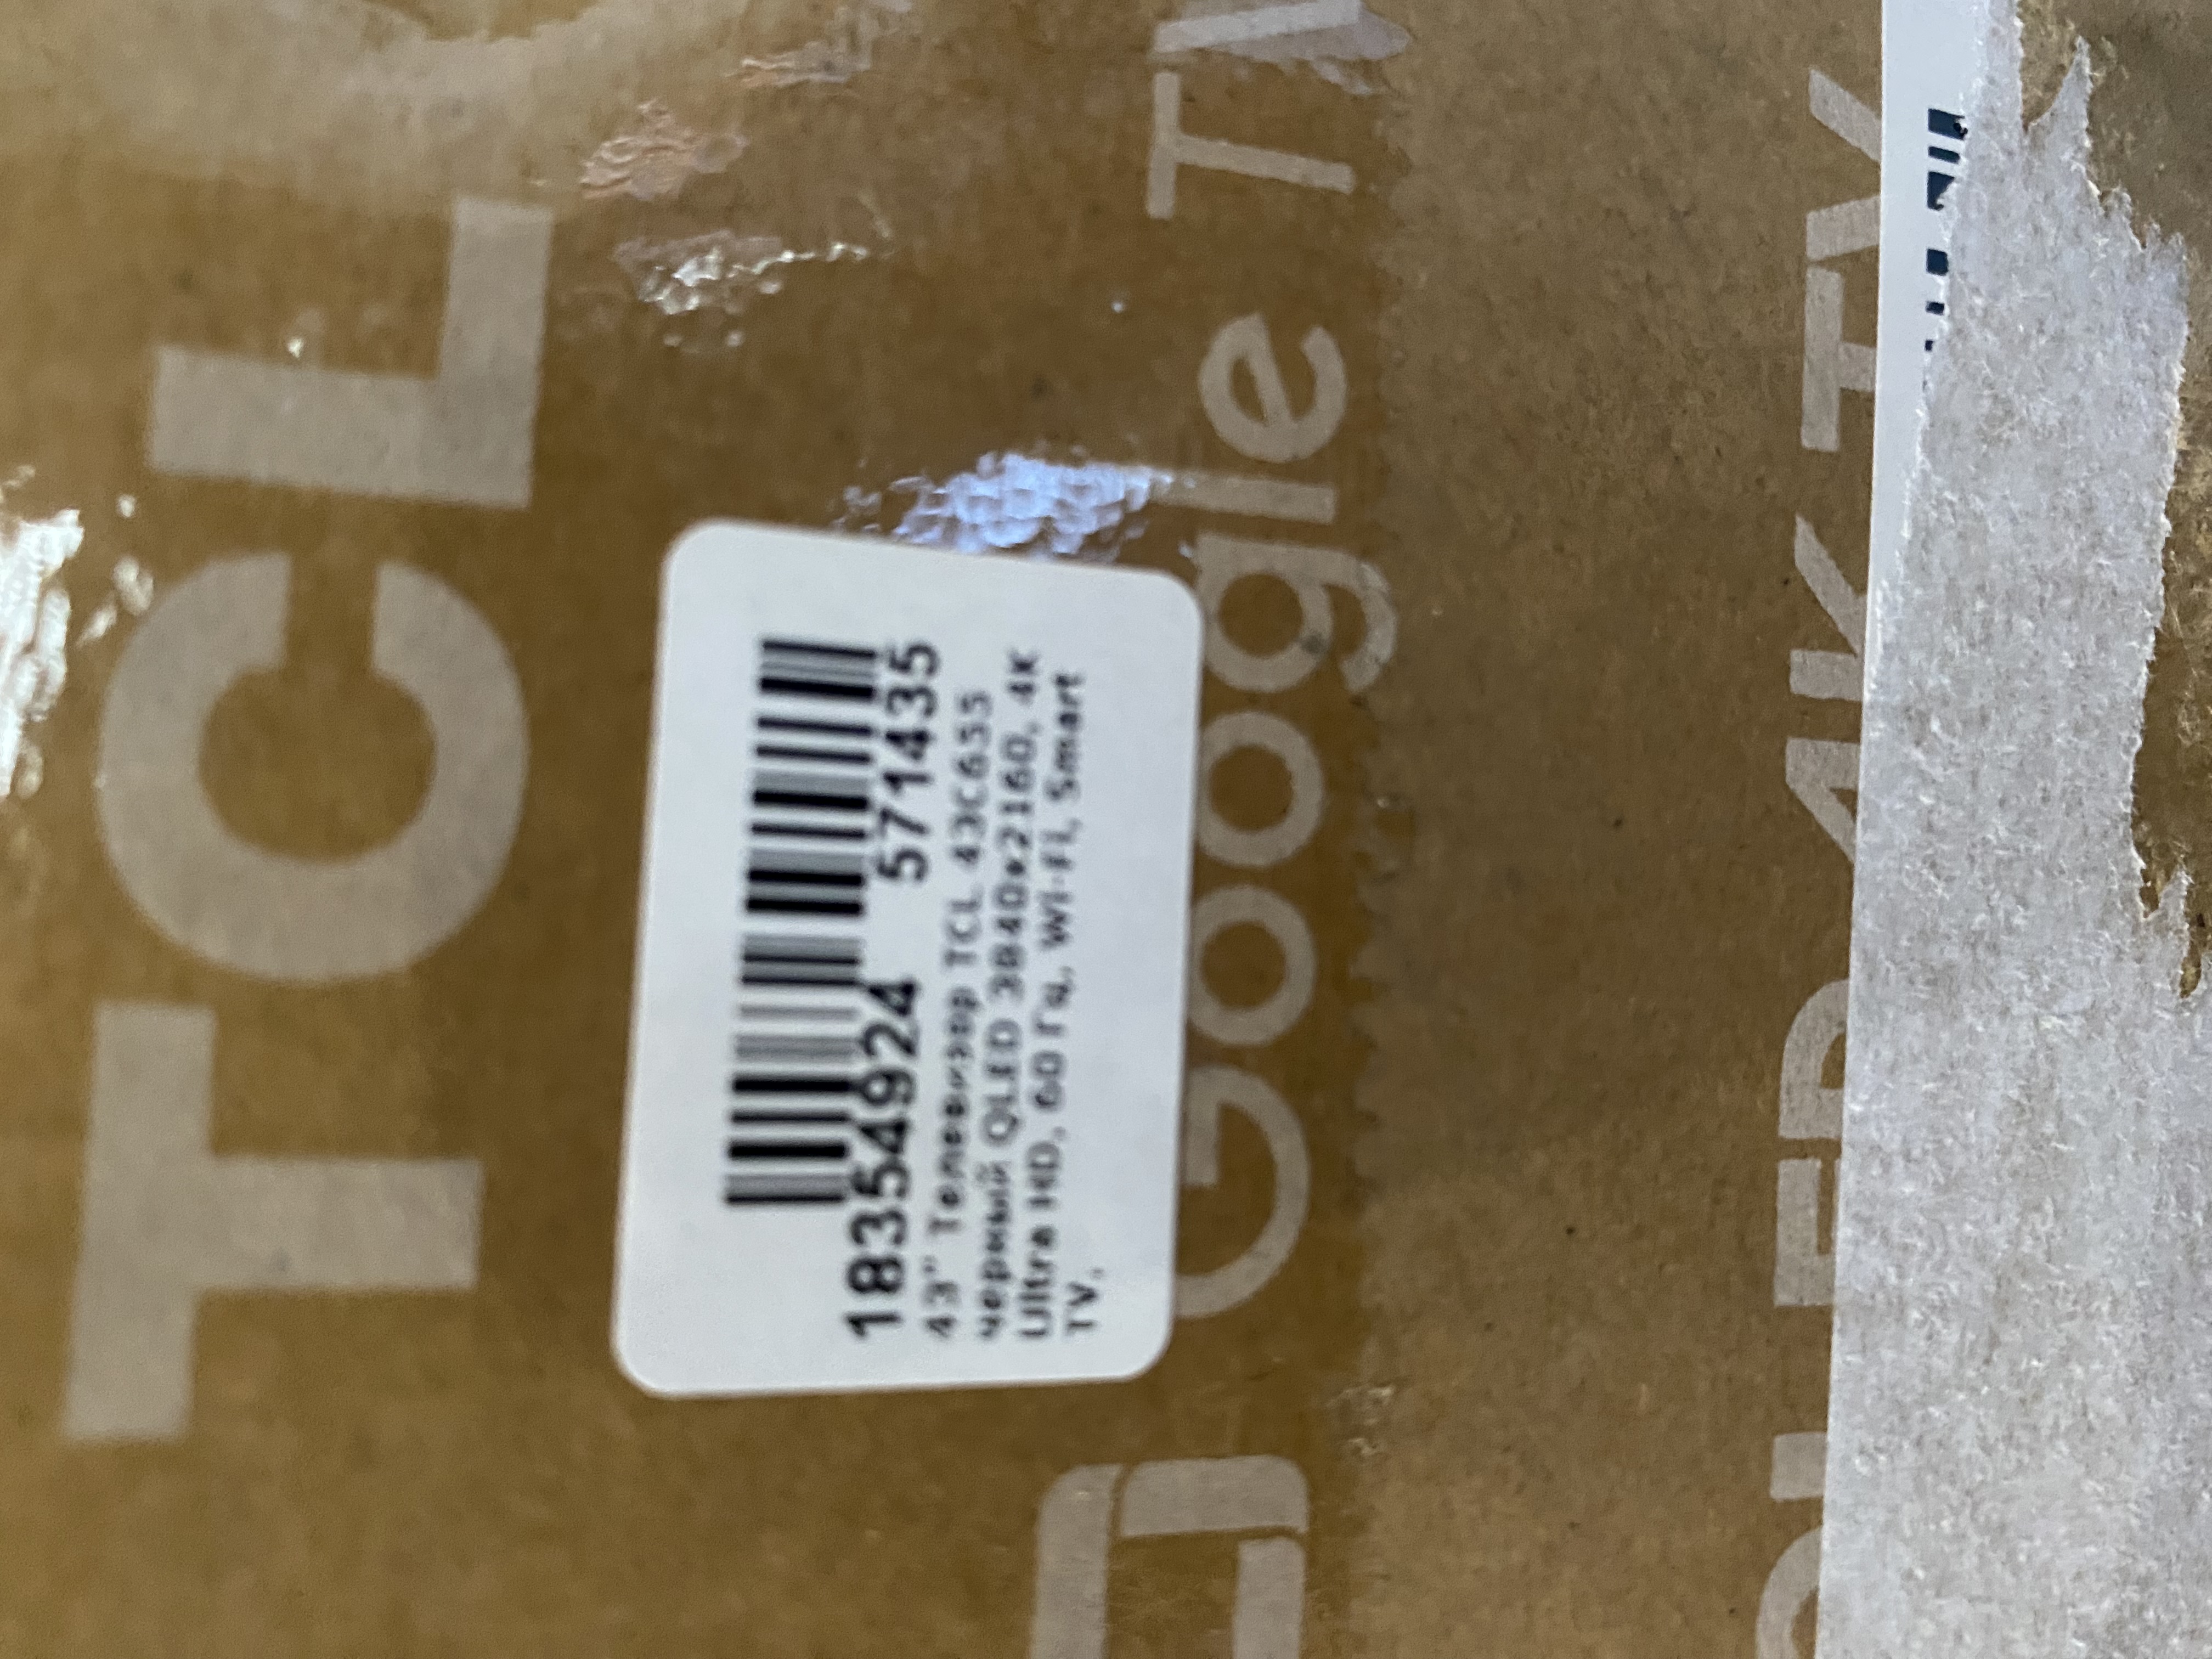 TCL
18354924 571435
43" Телевизор TCL 43C655
черный QLED 3840x2160, 4K
Ultra HD, 60 Гц, Wi-Fi, Smart
TV,
Google TV
QLED 4K TV